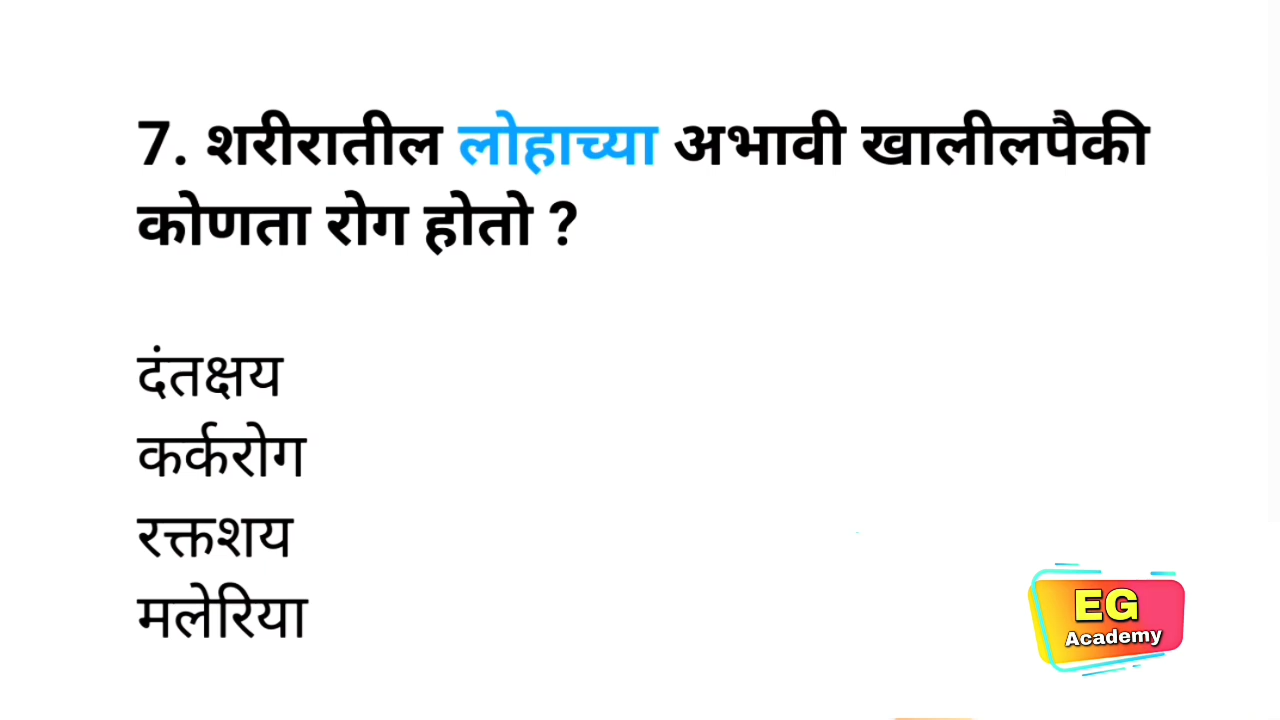 7. शरीरातील लोहाच्या अभावी खालीलपैकी
कोणता रोग होतो ?
दंतक्षय
कर्करोग
रक्तशय
मलेरिया
EG
Academy